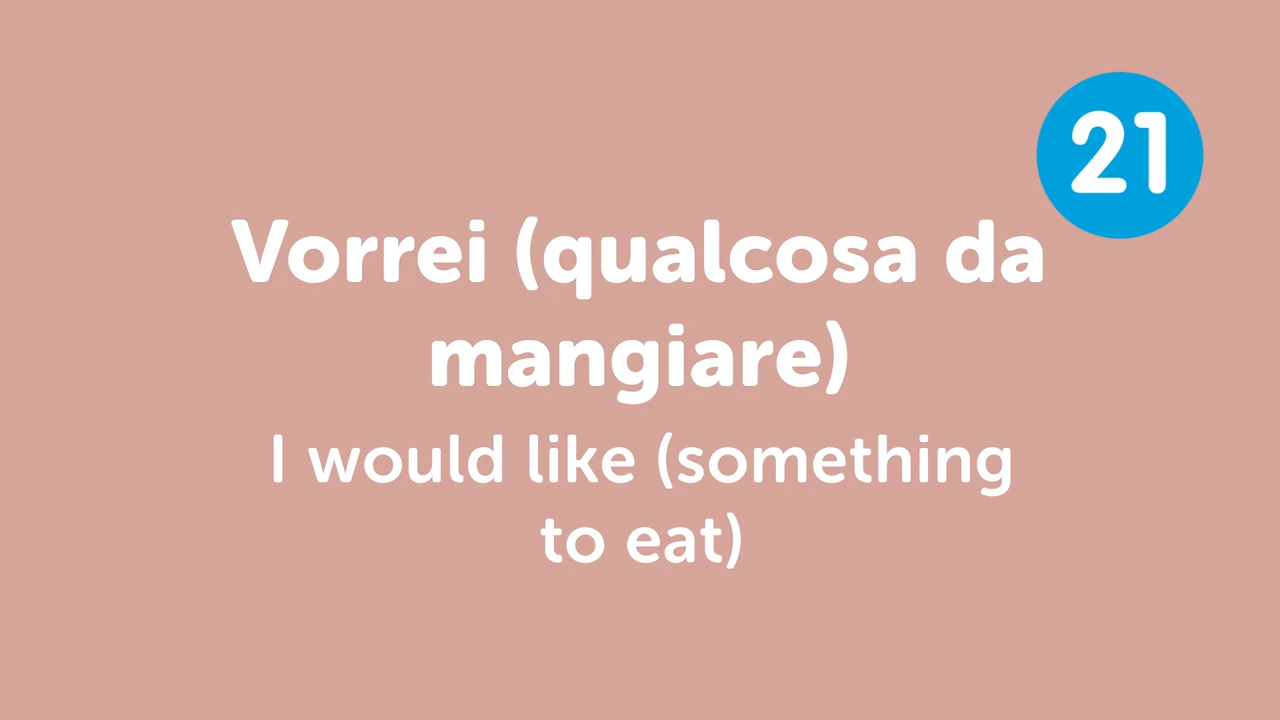 21
Vorrei (qualcosa da
mangiare)
I would like (something
to eat)